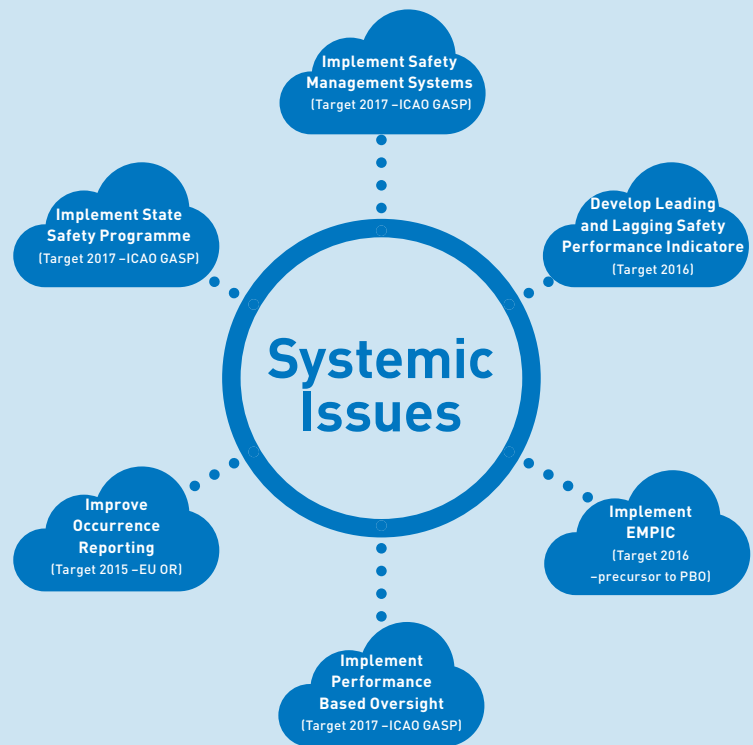 Implement Safety
Management Systems
(Target 2017 –ICAO GASP)
Implement State
Safety Programme
(Target 2017 –ICAO GASP)
Develop Leading
and Lagging Safety
Performance Indicatore
(Target 2016)
Systemic
Issues
Improve
Occurrence
Reporting
(Target 2015 –EU OR)
Implement
EMPIC
(Target 2016
–precursor to PBO)
Implement
Performance
Based Oversight
(Target 2017 –ICAO GASP)